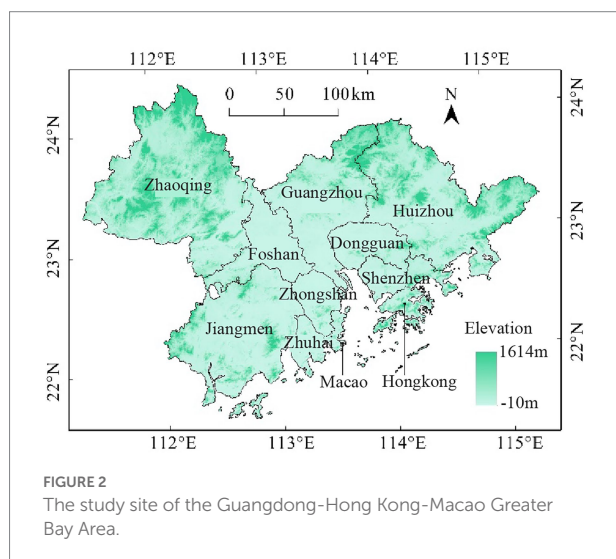 112°E 113°E 114°E 115°E
0 50 100 km N
24°N 24°N
Zhaoqing
Guangzhou
Huizhou
23°N 23°N
Foshan Dongguan
Shenzhen
Zhongshan
Jiangmen
Elevation
Zhuhai
22°N 22°N
1614m
Macao Hongkong
-10m
112°E 113°E 114°E 115°E
FIGURE 2
The study site of the Guangdong-Hong Kong-Macao Greater
Bay Area.